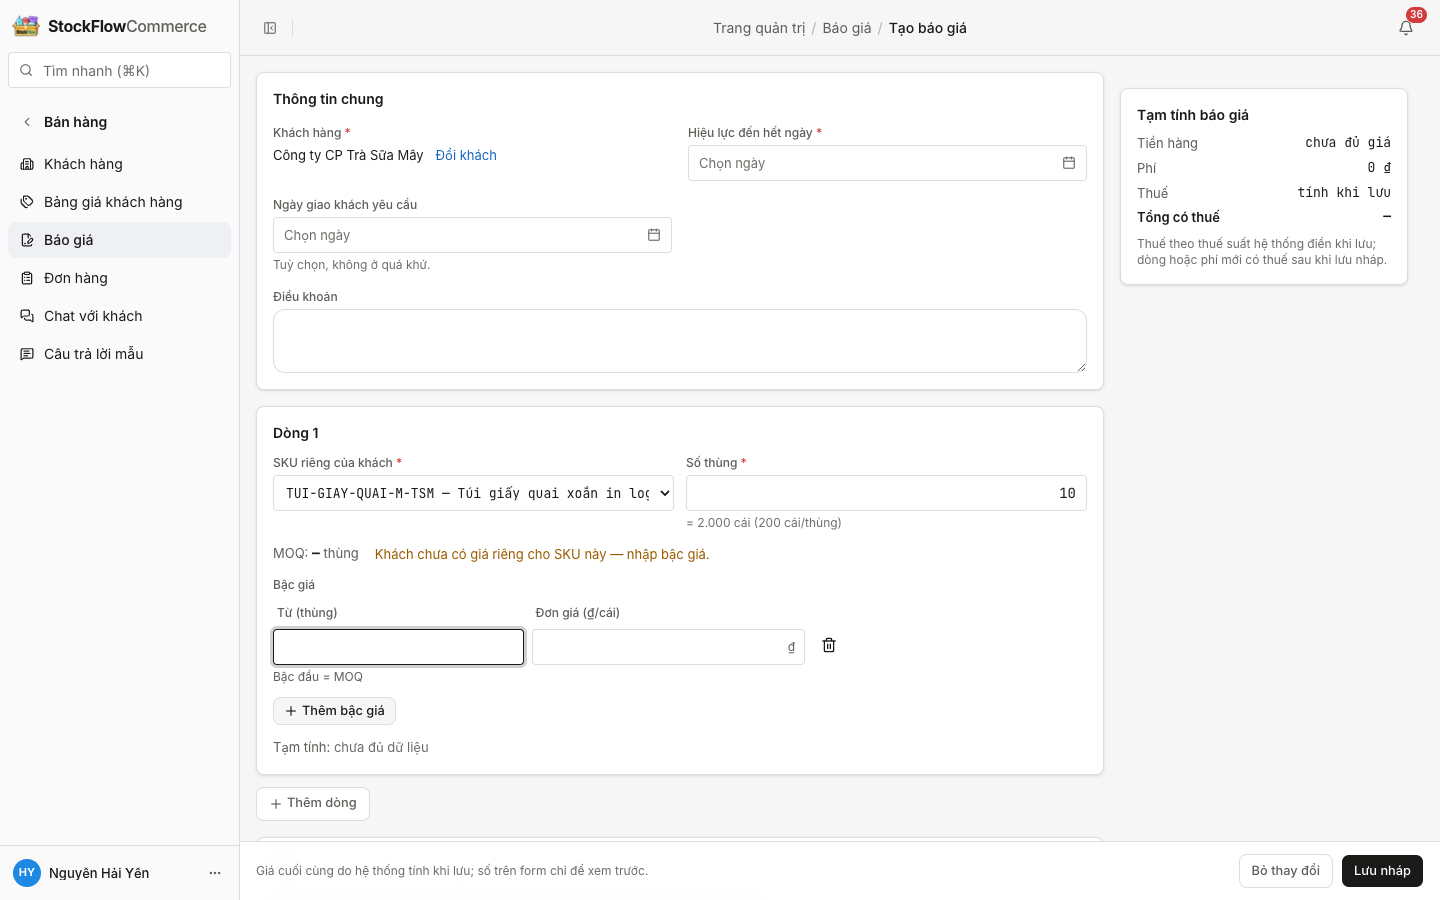 StockFlowCommerce
Tìm nhanh (⌘K)
Bán hàng
Khách hàng
Bảng giá khách hàng
Báo giá
Đơn hàng
Chat với khách
Câu trả lời mẫu
HY
Nguyễn Hải Yến
Trang quản trị / Báo giá / Tạo báo giá
36
Thông tin chung
Khách hàng *
Công ty CP Trà Sữa Mây Đổi khách
Hiệu lực đến hết ngày *
Chọn ngày
Ngày giao khách yêu cầu
Chọn ngày
Tuỳ chọn, không ở quá khứ.
Điều khoản
Dòng 1
SKU riêng của khách *
TUI-GIAY-QUAI-M-TSM — Túi giấy quai xoắn in log
Số thùng *
10
= 2.000 cái (200 cái/thùng)
MOQ: — thùng Khách chưa có giá riêng cho SKU này — nhập bậc giá.
Bậc giá
Từ (thùng) Đơn giá (₫/cái)
₫
Bậc đầu = MOQ
Thêm bậc giá
Tạm tính: chưa đủ dữ liệu
Thêm dòng
Tạm tính báo giá
Tiền hàng chưa đủ giá
Phí 0 ₫
Thuế tính khi lưu
Tổng có thuế —
Thuế theo thuế suất hệ thống điền khi lưu;
dòng hoặc phí mới có thuế sau khi lưu nháp.
Giá cuối cùng do hệ thống tính khi lưu; số trên form chỉ để xem trước.
Bỏ thay đổi
Lưu nháp